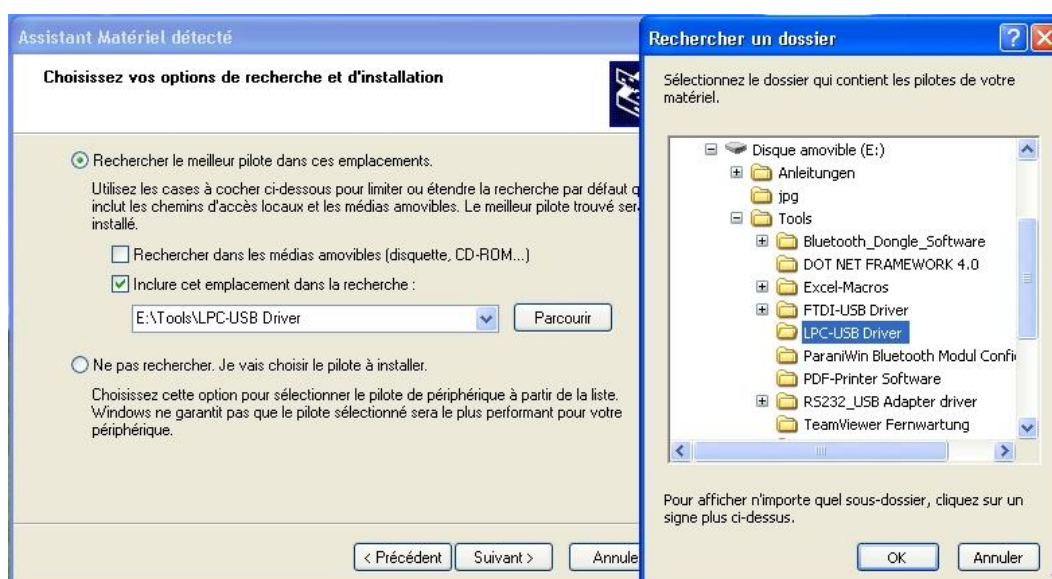 Assistant Matériel détecté
Choisissez vos options de recherche et d'installation
Rechercher le meilleur pilote dans ces emplacements.
Utilisez les cases à cocher ci-dessous pour limiter ou étendre la recherche par défaut q
inclut les chemins d'accès locaux et les médias amovibles. Le meilleur pilote trouvé ser
installé.
Rechercher dans les médias amovibles (disquette, CD-ROM...)
Inclure cet emplacement dans la recherche :
E:\Tools\LPC-USB Driver
Parcourir
Ne pas rechercher. Je vais choisir le pilote à installer.
Choisissez cette option pour sélectionner le pilote de périphérique à partir de la liste.
Windows ne garantit pas que le pilote sélectionné sera le plus performant pour votre
périphérique.
< Précédent
Suivant >
Annule
Rechercher un dossier
Sélectionnez le dossier qui contient les pilotes de votre
matériel.
Disque amovible (E:)
Anleitungen
jpg
Tools
Bluetooth_Dongle_Software
DOT NET FRAMEWORK 4.0
Excel-Macros
FTDI-USB Driver
LPC-USB Driver
ParaniWin Bluetooth Modul Confi
PDF-Printer Software
RS232_USB Adapter driver
TeamViewer Fernwartung
Pour afficher n'importe quel sous-dossier, cliquez sur un
signe plus ci-dessus.
OK
Annuler